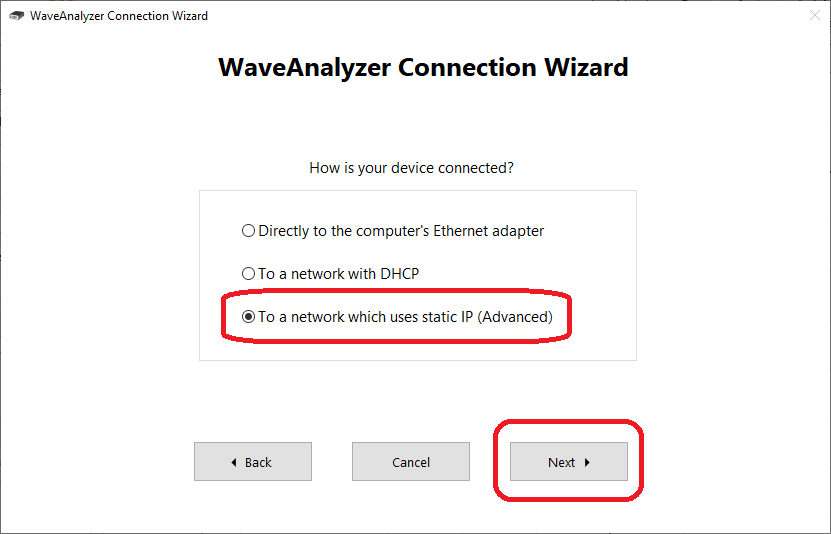 WaveAnalyzer Connection Wizard
WaveAnalyzer Connection Wizard
How is your device connected?
Directly to the computer's Ethernet adapter
To a network with DHCP
To a network which uses static IP (Advanced)
Back
Cancel
Next